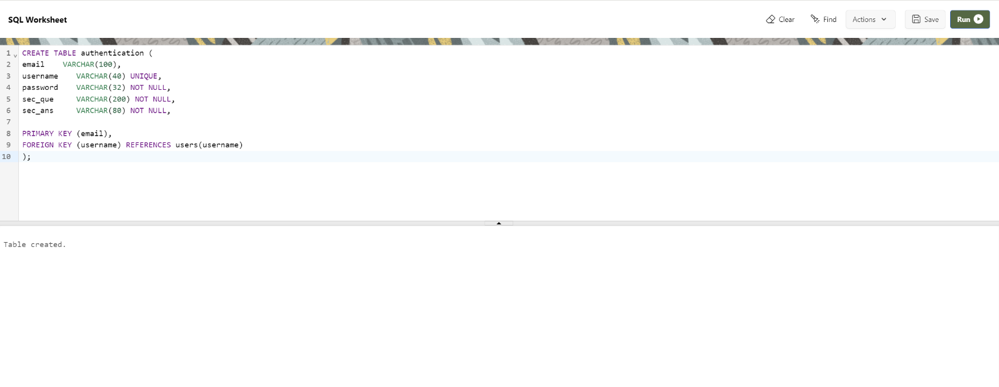 SQL Worksheet
Clear Find Actions Save Run
1 CREATE TABLE authentication (
2 email    VARCHAR(100),
3 username    VARCHAR(40) UNIQUE,
4 password    VARCHAR(32) NOT NULL,
5 sec_que     VARCHAR(200) NOT NULL,
6 sec_ans     VARCHAR(80) NOT NULL,
7
8 PRIMARY KEY (email),
9 FOREIGN KEY (username) REFERENCES users(username)
10 );
Table created.